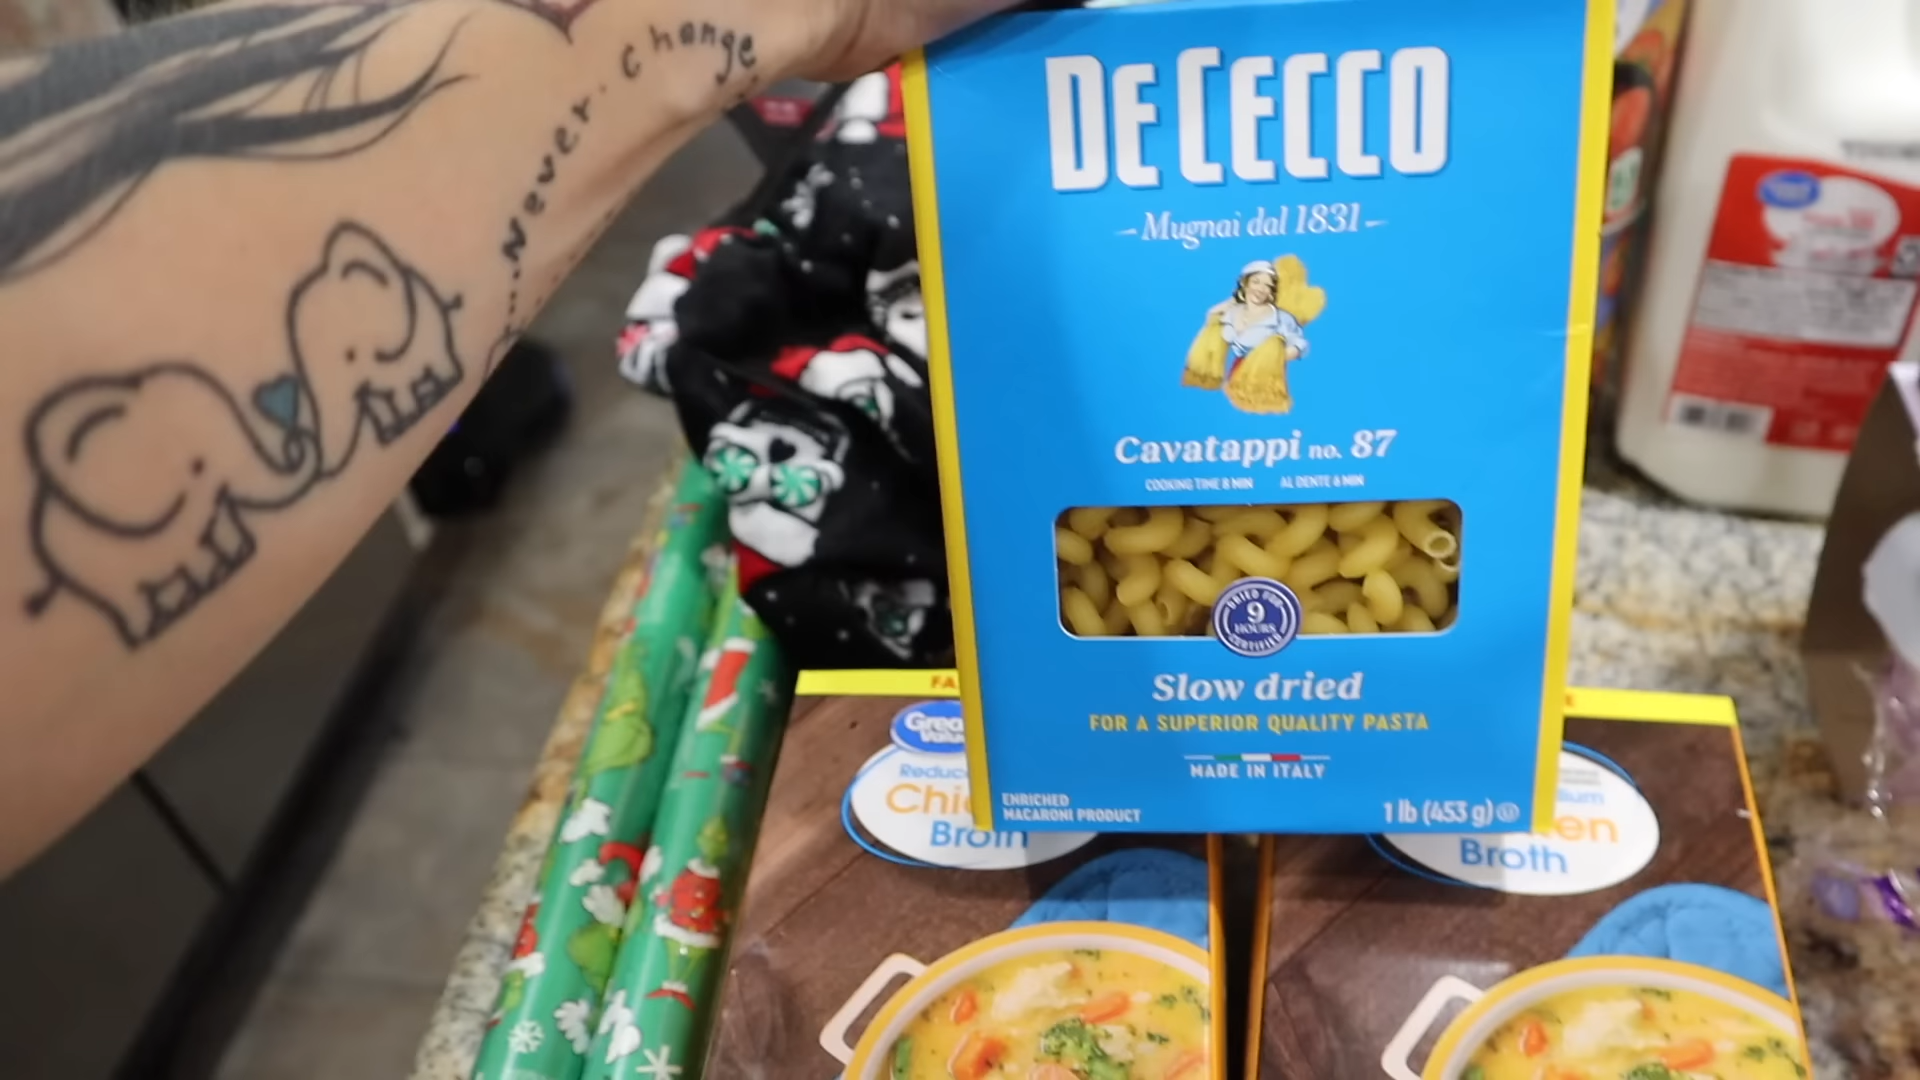 ...Never. Change.
DE CECCO
Mugnai dal 1831
Cavatappi no. 87
COOKING TIME 8 MIN AL DENTE 6 MIN
DRIED FOR
9
HOURS
CERTIFIED
Slow dried
FOR A SUPERIOR QUALITY PASTA
MADE IN ITALY
ENRICHED
MACARONI PRODUCT
1 lb (453 g)
Great
Value
Broth
Broth